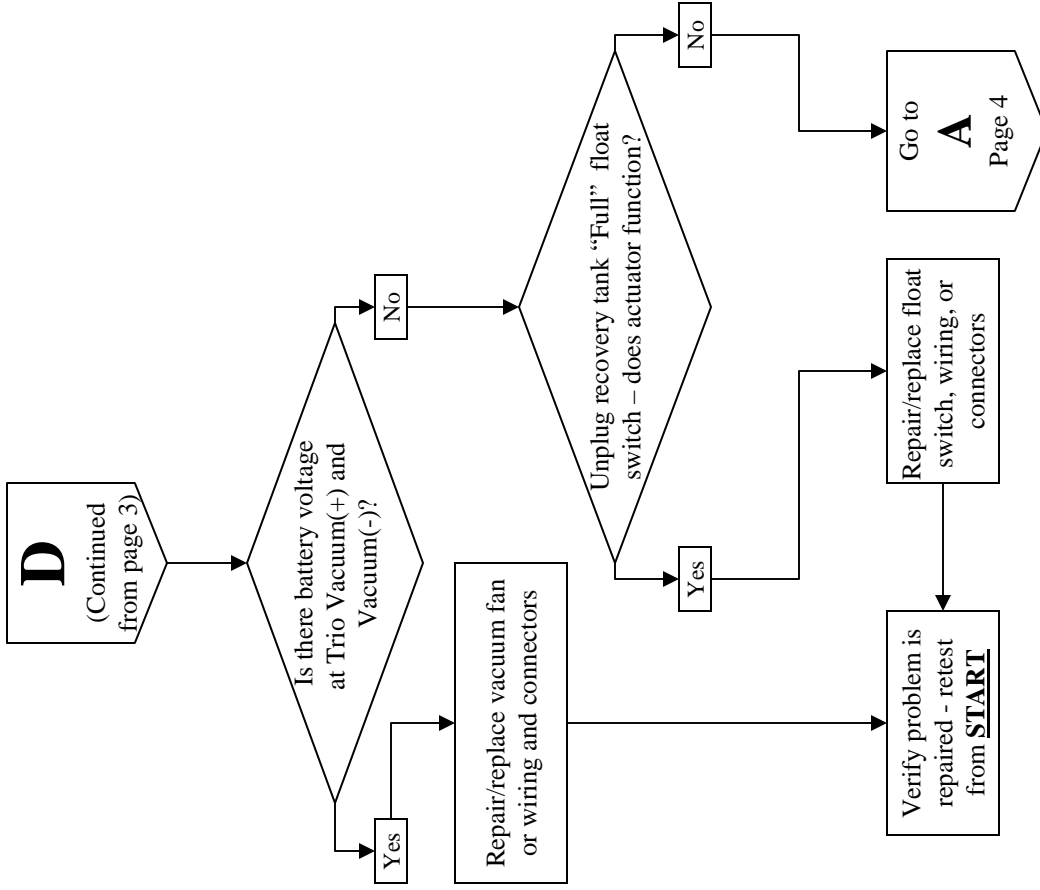 D
(Continued
from page 3)
Is there battery voltage
at Trio Vacuum(+) and
Vacuum(-)?
Yes
No
Repair/replace vacuum fan
or wiring and connectors
Unplug recovery tank “Full” float
switch – does actuator function?
Yes
No
Verify problem is
repaired - retest
from START
Repair/replace float
switch, wiring, or
connectors
Go to
A
Page 4